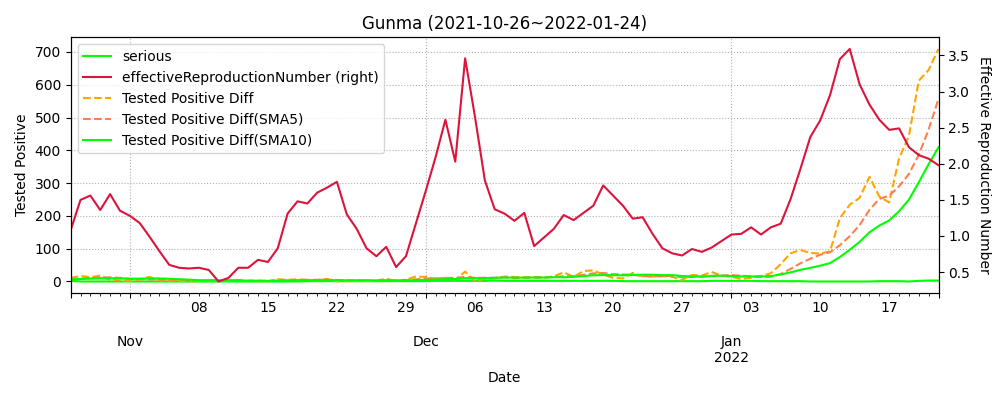 Gunma (2021-10-26~2022-01-24)
serious
effectiveReproductionNumber (right)
Tested Positive Diff
Tested Positive Diff(SMA5)
Tested Positive Diff(SMA10)
Tested Positive
700
600
500
400
300
200
100
0
3.5
3.0
2.5
2.0
1.5
1.0
0.5
Effective Reproduction Number
08 15 22 29 06 13 20 27 03 10 17
Nov Dec Jan
2022
Date